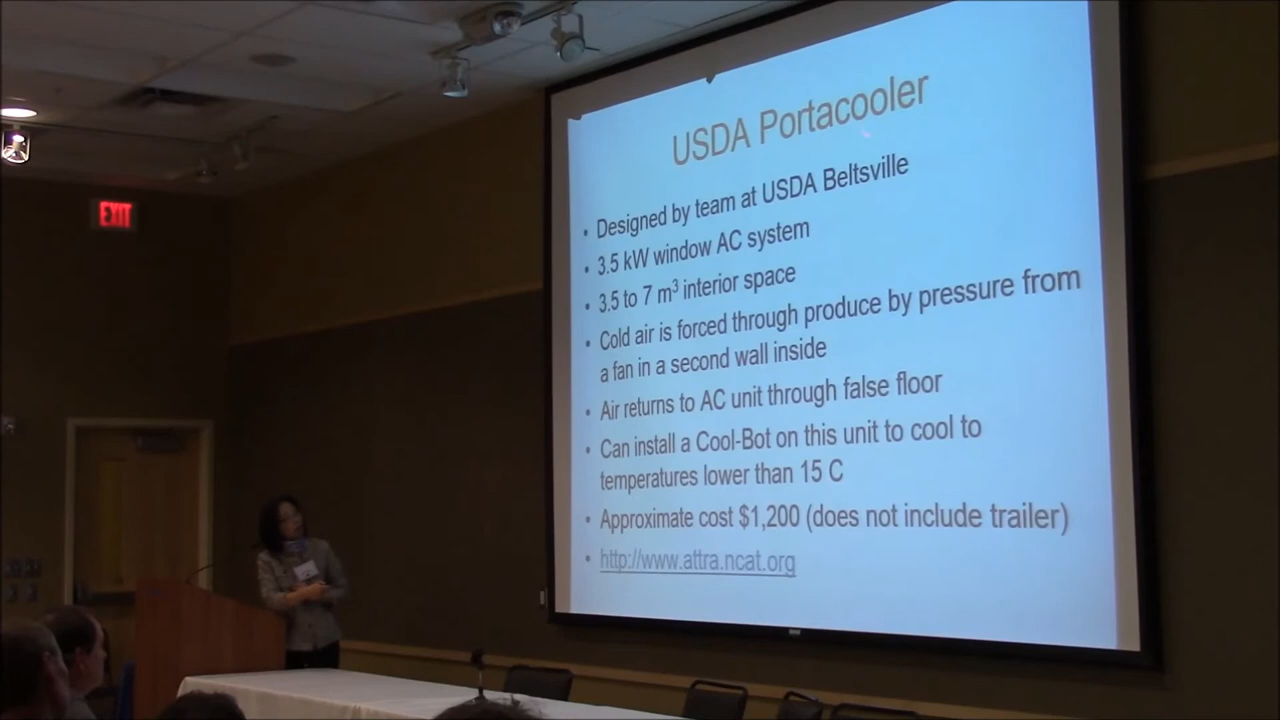 EXIT
USDA Portacooler
• Designed by team at USDA Beltsville
• 3.5 kW window AC system
• 3.5 to 7 m³ interior space
• Cold air is forced through produce by pressure from
a fan in a second wall inside
• Air returns to AC unit through false floor
• Can install a Cool-Bot on this unit to cool to
temperatures lower than 15 C
• Approximate cost $1,200 (does not include trailer)
• http://www.attra.ncat.org